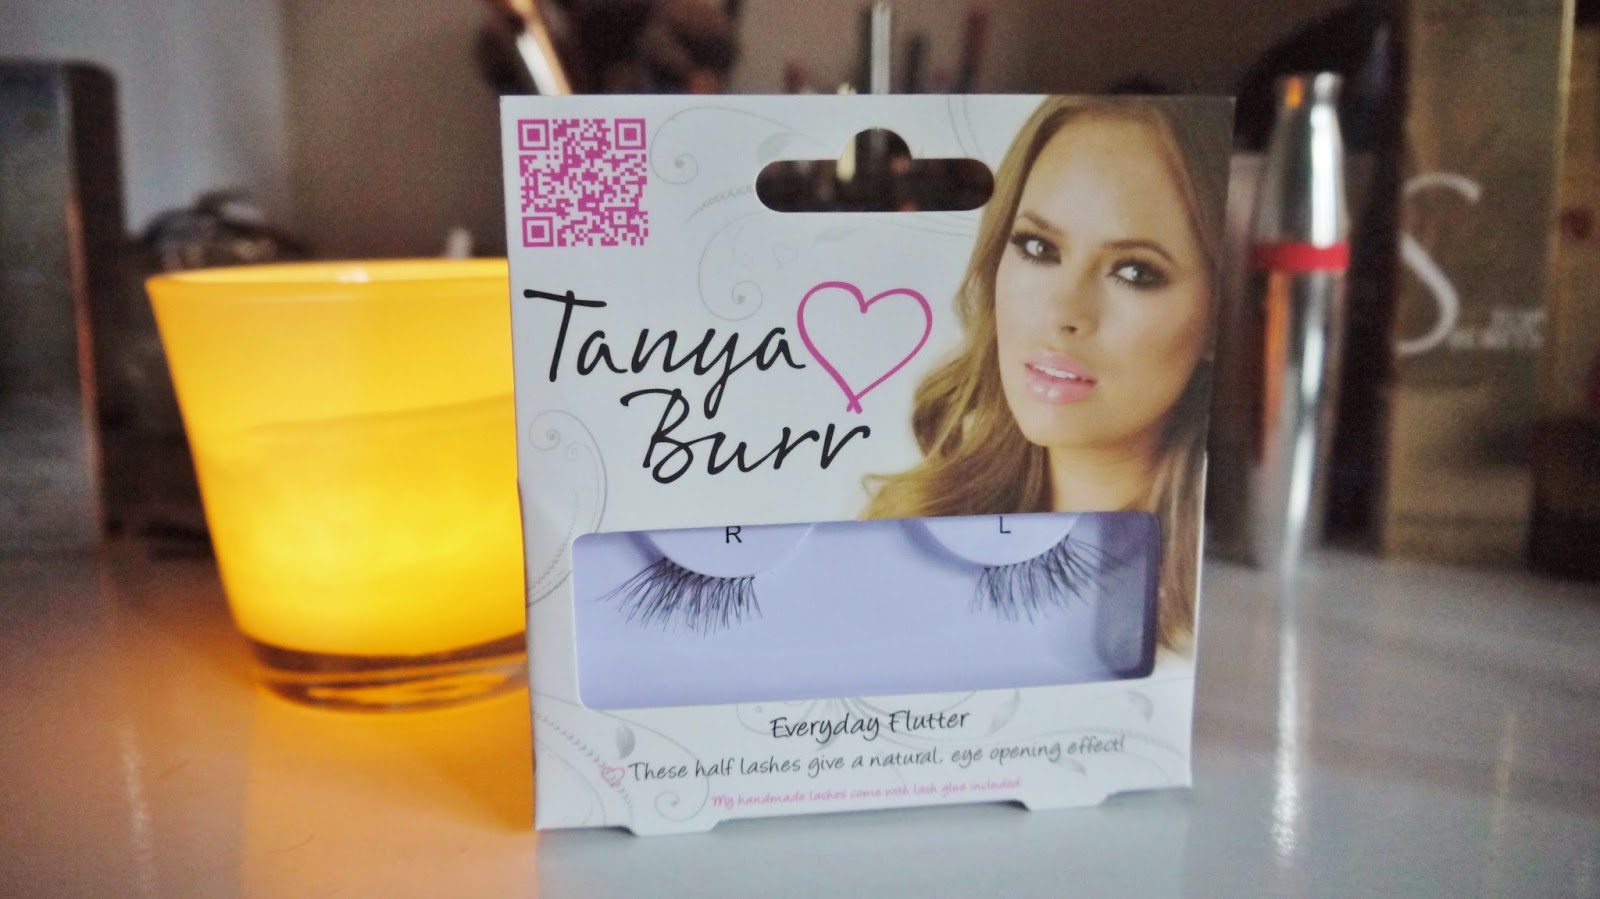 Tanya
Burr
R L
Everyday Flutter
These half lashes give a natural, eye opening effect!
My handmade lashes come with lash glue included
S